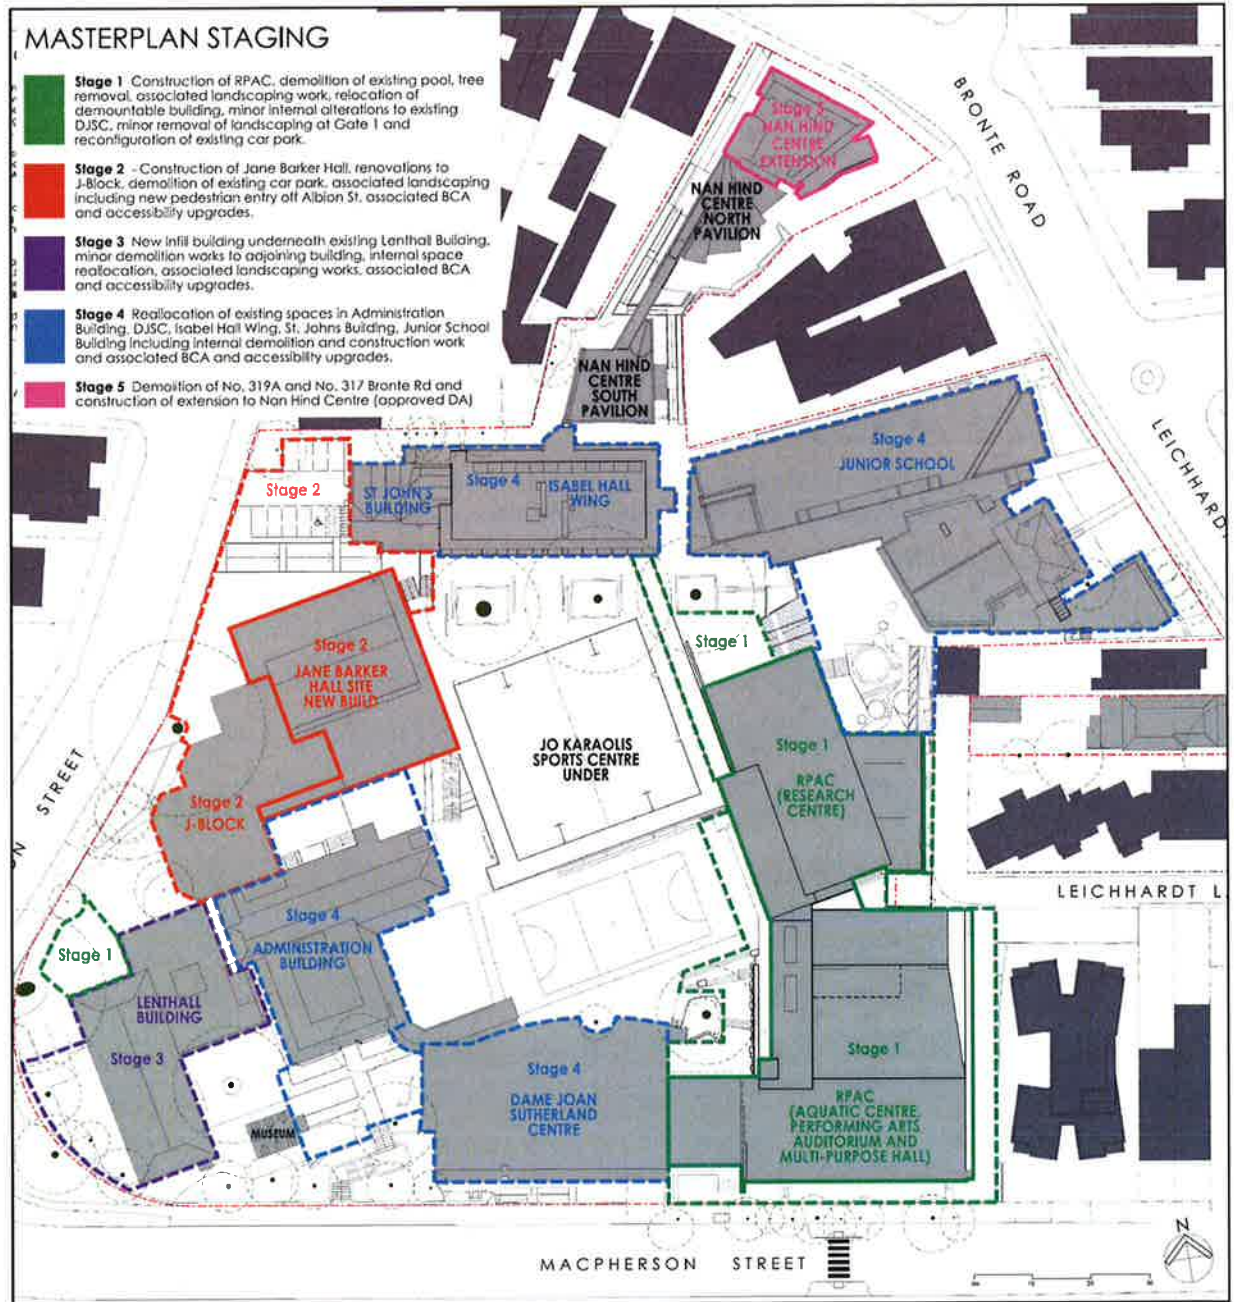 MASTERPLAN STAGING
Stage 1 Construction of RPAC, demolition of existing pool, tree
removal, associated landscaping work, relocation of
demountable building, minor internal alterations to existing
DJSC, minor removal of landscaping at Gate 1 and
reconfiguration of existing car park.
Stage 2 - Construction of Jane Barker Hall, renovations to
J-Block, demolition of existing car park, associated landscaping
including new pedestrian entry off Albion St, associated BCA
and accessibility upgrades.
Stage 3 New infill building underneath existing Lenthall Building,
minor demolition works to adjoining building, internal space
reallocation, associated landscaping works, associated BCA
and accessibility upgrades.
Stage 4 Reallocation of existing spaces in Administration
Building, DJSC, Isabel Hall Wing, St. Johns Building, Junior School
Building including internal demolition and construction work
and associated BCA and accessibility upgrades.
Stage 5 Demolition of No. 319A and No. 317 Bronte Rd and
construction of extension to Nan Hind Centre (approved DA)
Stage 5
NAN HIND
CENTRE
EXTENSION
BRONTE ROAD
NAN HIND
CENTRE
NORTH
PAVILION
NAN HIND
CENTRE
SOUTH
PAVILION
LEICHHARD
Stage 4
JUNIOR SCHOOL
Stage 2
ST JOHN'S
BUILDING
Stage 4
ISABEL HALL
WING
Stage 1
Stage 2
JANE BARKER
HALL SITE
NEW BUILD
JO KARAOLIS
SPORTS CENTRE
UNDER
Stage 1
RPAC
(RESEARCH
CENTRE)
STREET
Stage 2
J-BLOCK
LEICHHARDT L
Stage 4
ADMINISTRATION
BUILDING
Stage 1
LENTHALL
BUILDING
Stage 3
Stage 4
DAME JOAN
SUTHERLAND
CENTRE
Stage 1
RPAC
(AQUATIC CENTRE,
PERFORMING ARTS
AUDITORIUM AND
MULTI-PURPOSE HALL)
MUSEUM
MACPHERSON STREET
N